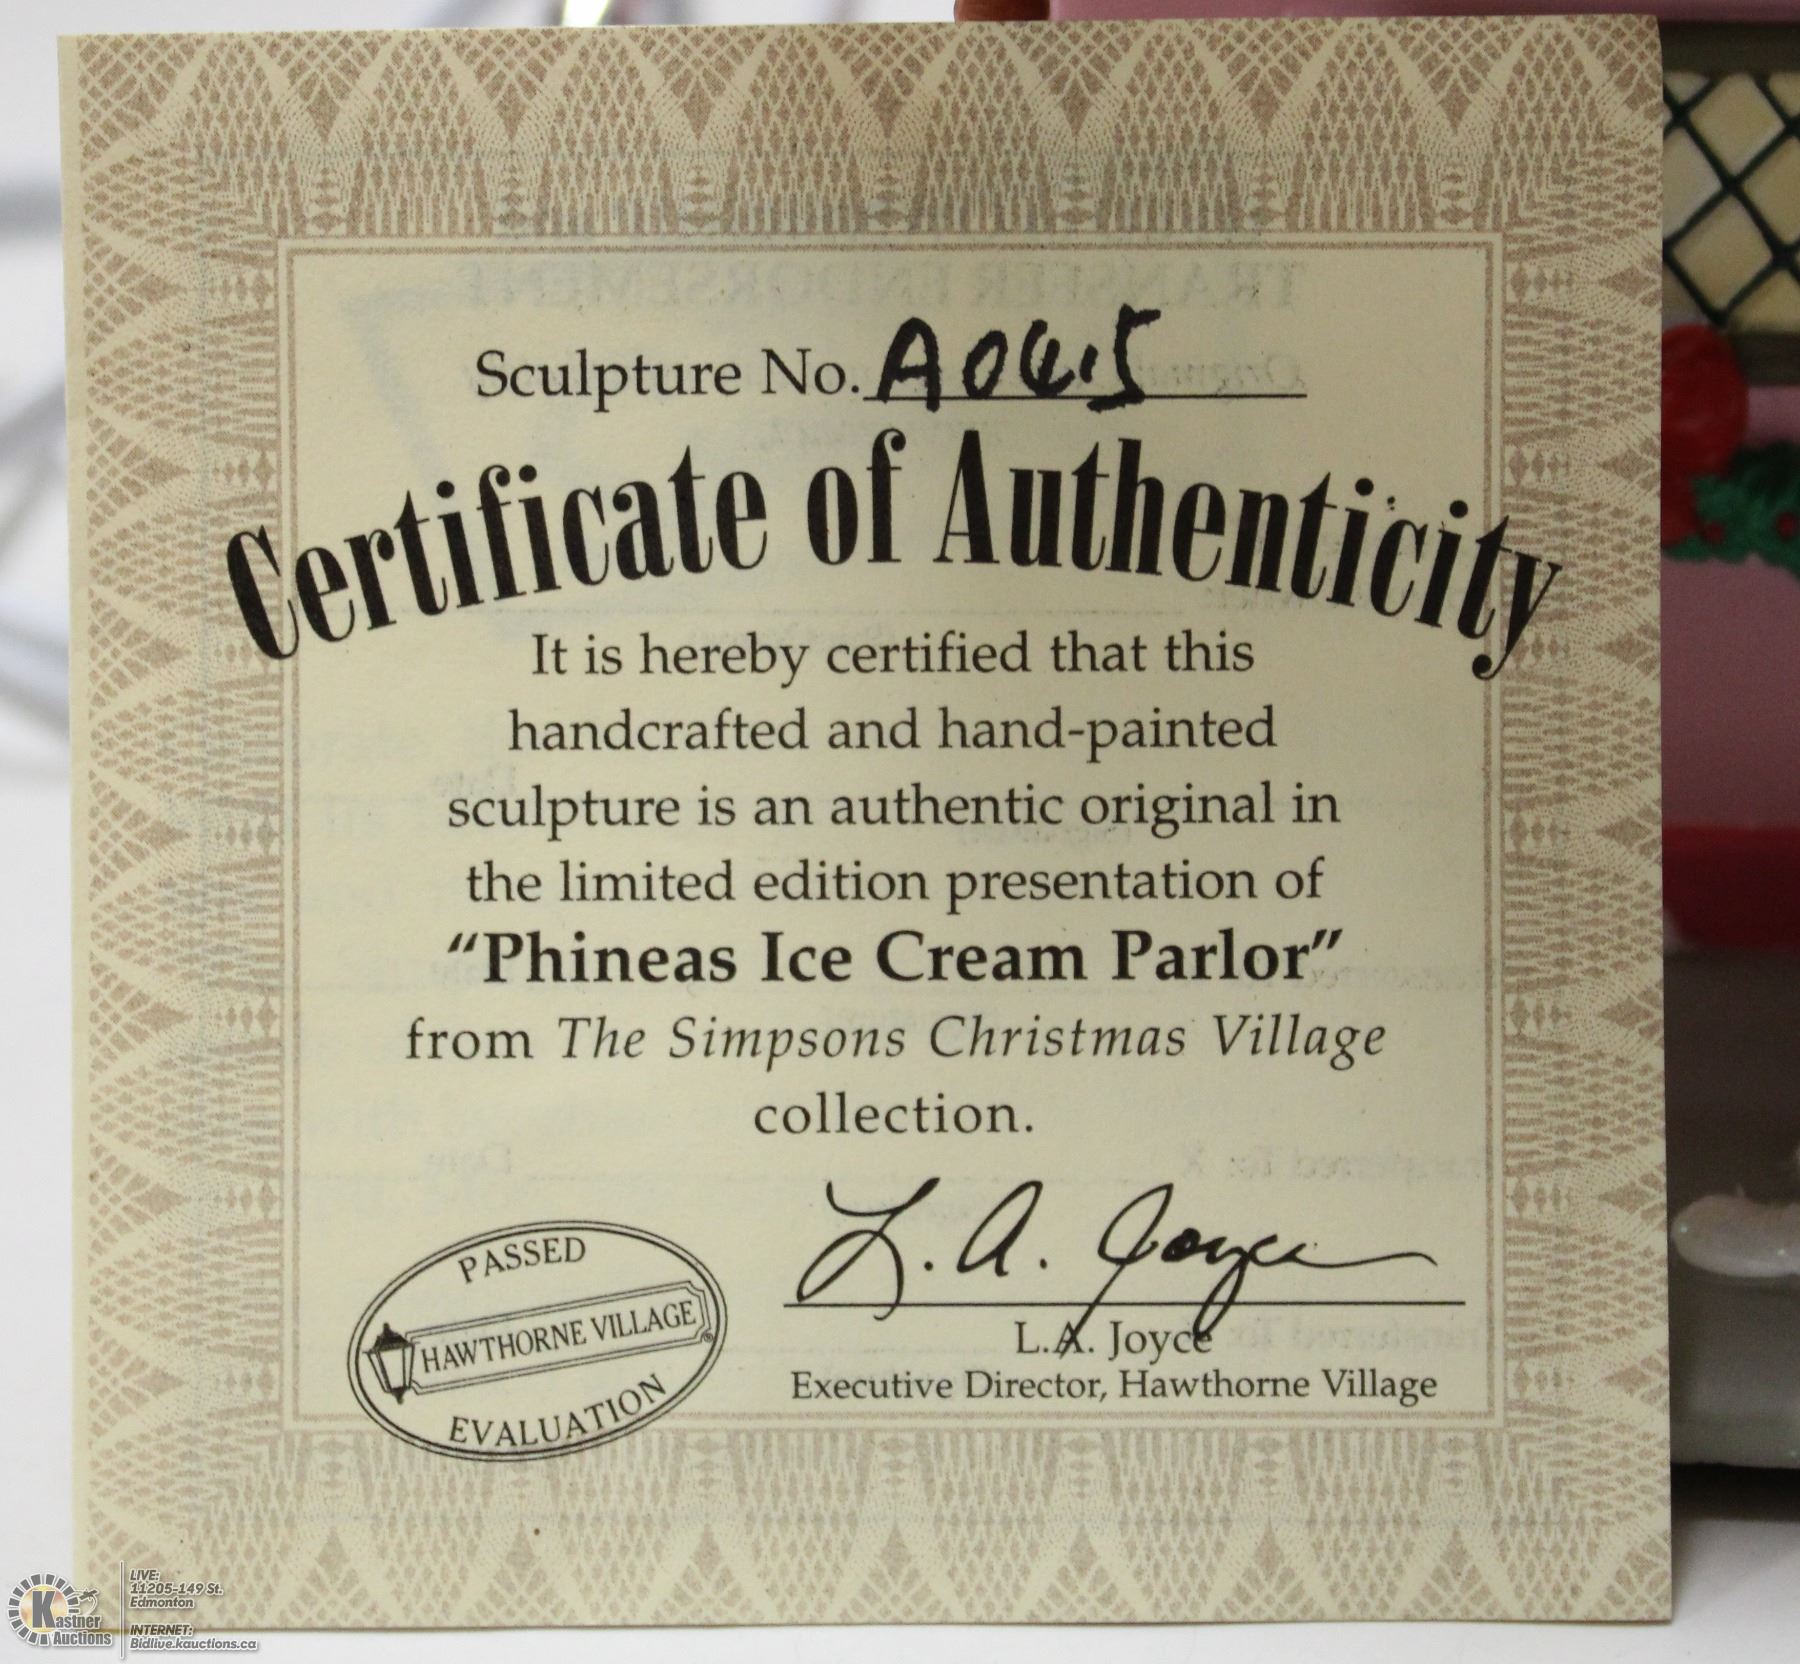 Sculpture No. A0415
Certificate of Authenticity
It is hereby certified that this
handcrafted and hand-painted
sculpture is an authentic original in
the limited edition presentation of
“Phineas Ice Cream Parlor”
from The Simpsons Christmas Village
collection.
L. A. Joyce
L.A. Joyce
Executive Director, Hawthorne Village
PASSED
HAWTHORNE VILLAGE®
EVALUATION
TRANSFER ENDORSEMENT
Kastner
Auctions
LIVE:
11205-149 St.
Edmonton
INTERNET:
Bidlive.kauctions.ca